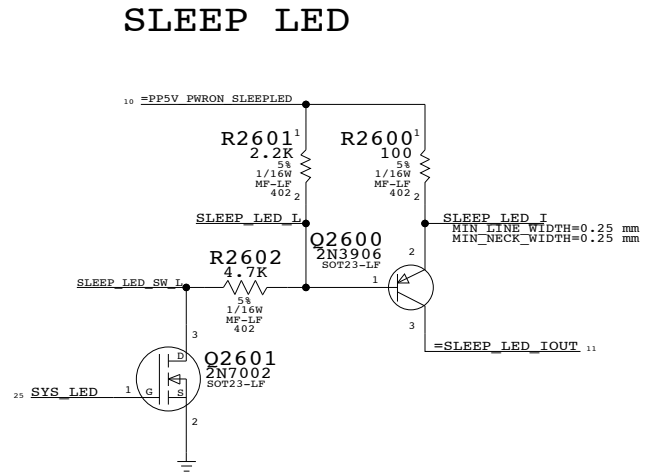 SLEEP LED
10 =PP5V_PWRON_SLEEPLED
R2601 1
2.2K
5%
1/16W
MF-LF
402
2
R2600 1
100
5%
1/16W
MF-LF
402
2
SLEEP_LED_L
SLEEP_LED_I
MIN_LINE_WIDTH=0.25 mm
MIN_NECK_WIDTH=0.25 mm
Q2600
2N3906
SOT23-LF
2
1
3
R2602
4.7K
5%
1/16W
MF-LF
402
SLEEP_LED_SW_L
=SLEEP_LED_IOUT 11
3
D
Q2601
2N7002
SOT23-LF
25 SYS_LED 1 G S
2